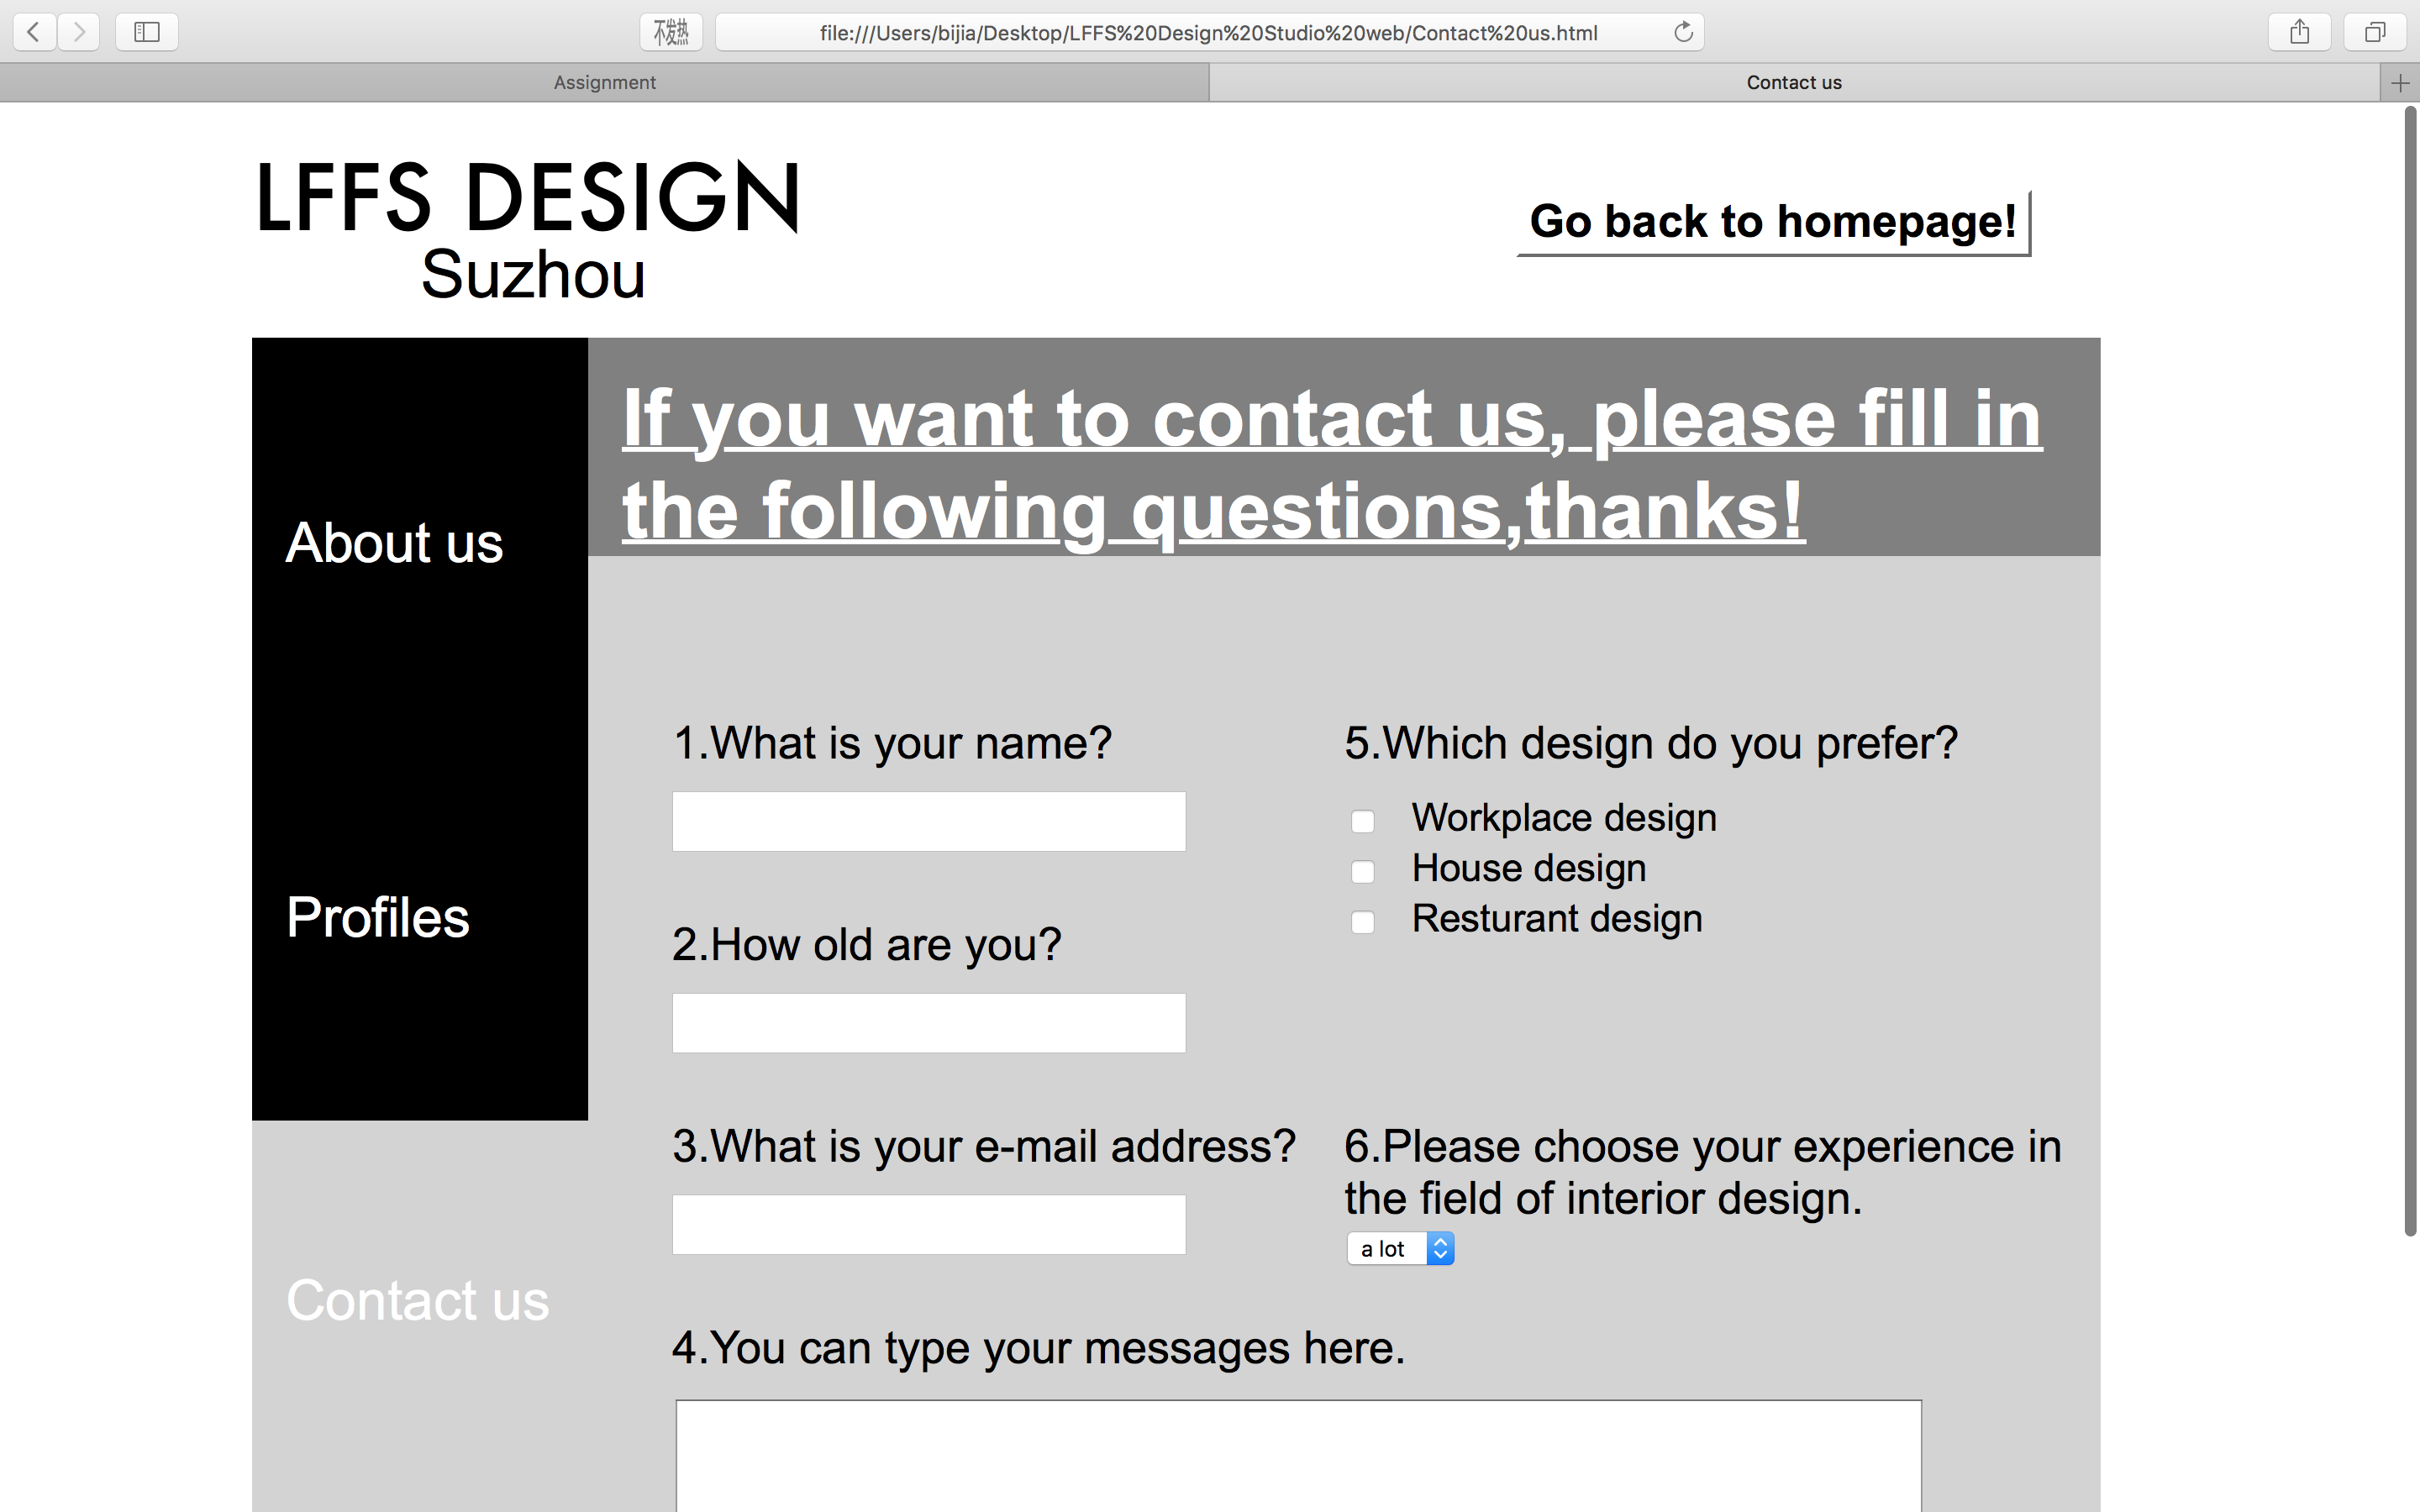 不发热
file:///Users/bijia/Desktop/LFFS%20Design%20Studio%20web/Contact%20us.html
Assignment
Contact us
LFFS DESIGN
Suzhou
Go back to homepage!
If you want to contact us, please fill in
the following questions,thanks!
About us
Profiles
Contact us
1.What is your name?
2.How old are you?
3.What is your e-mail address?
4.You can type your messages here.
5.Which design do you prefer?
Workplace design
House design
Resturant design
6.Please choose your experience in
the field of interior design.
a lot